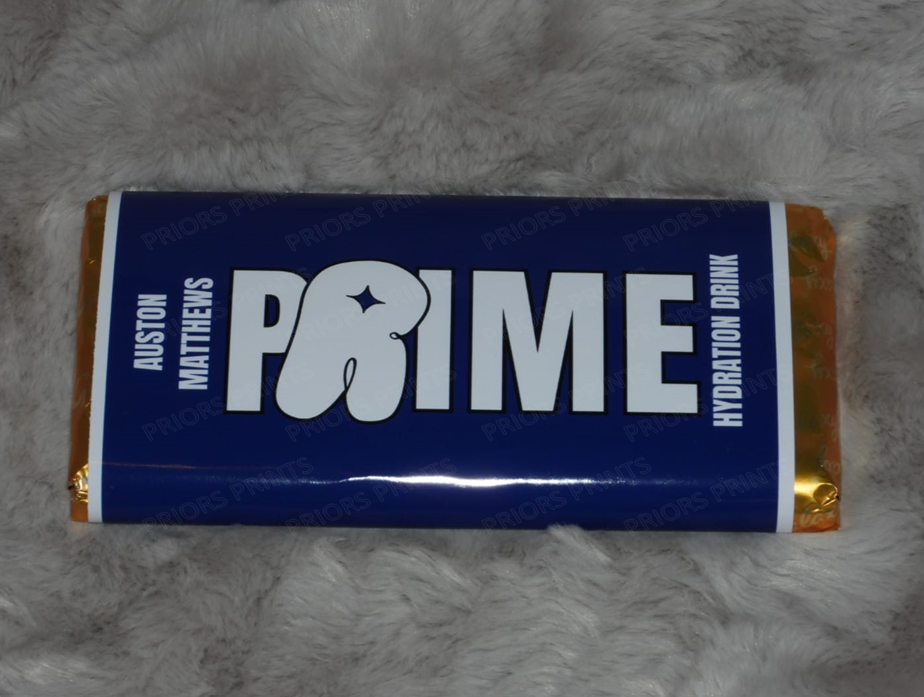 AUSTON
MATTHEWS
PRIME
HYDRATION DRINK
PRIORS PRINTS